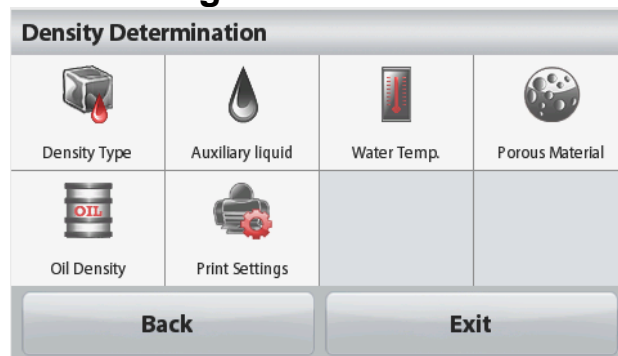 Density Determination
Density Type
Auxiliary liquid
Water Temp.
Porous Material
OIL
Oil Density
Print Settings
Back
Exit